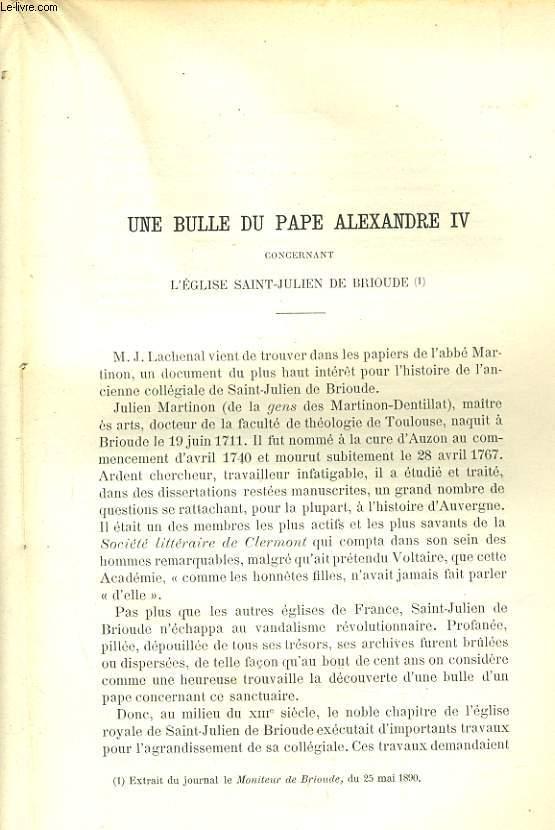 Le-livre.com
UNE BULLE DU PAPE ALEXANDRE IV
CONCERNANT
L'ÉGLISE SAINT-JULIEN DE BRIOUDE (1)
M. J. Lachenal vient de trouver dans les papiers de l'abbé Mar-
tinon, un document du plus haut intérêt pour l'histoire de l'an-
cienne collégiale de Saint-Julien de Brioude.
Julien Martinon (de la gens des Martinon-Dentillat), maître
ès arts, docteur de la faculté de théologie de Toulouse, naquit à
Brioude le 19 juin 1711. Il fut nommé à la cure d'Auzon au com-
mencement d'avril 1740 et mourut subitement le 28 avril 1767.
Ardent chercheur, travailleur infatigable, il a étudié et traité,
dans des dissertations restées manuscrites, un grand nombre de
questions se rattachant, pour la plupart, à l'histoire d'Auvergne.
Il était un des membres les plus actifs et les plus savants de la
Société littéraire de Clermont qui compta dans son sein des
hommes remarquables, malgré qu'ait prétendu Voltaire, que cette
Académie, « comme les honnêtes filles, n'avait jamais fait parler
« d'elle ».
Pas plus que les autres églises de France, Saint-Julien de
Brioude n'échappa au vandalisme révolutionnaire. Profanée,
pillée, dépouillée de tous ses trésors, ses archives furent brûlées
ou dispersées, de telle façon qu'au bout de cent ans on considère
comme une heureuse trouvaille la découverte d'une bulle d'un
pape concernant ce sanctuaire.
Donc, au milieu du XIIIe siècle, le noble chapitre de l'église
royale de Saint-Julien de Brioude exécutait d'importants travaux
pour l'agrandissement de sa collégiale. Ces travaux demandaient
(1) Extrait du journal le Moniteur de Brioude, du 25 mai 1890.